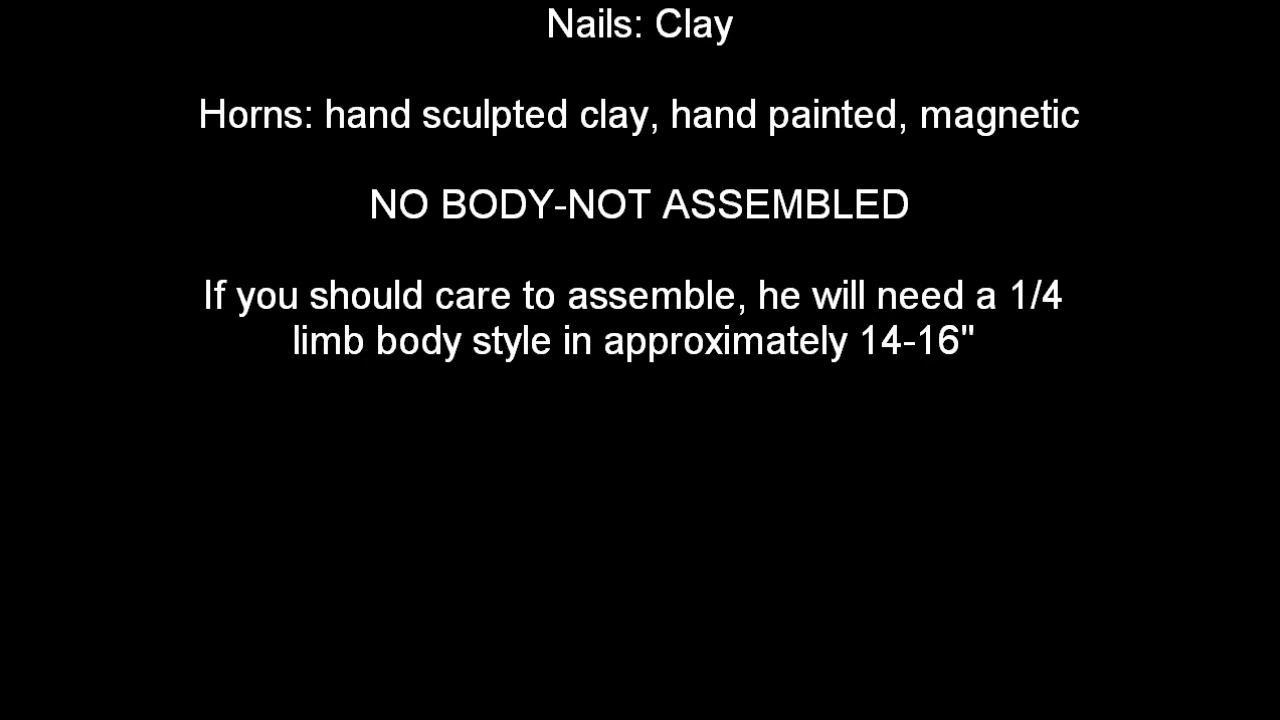 Nails: Clay
Horns: hand sculpted clay, hand painted, magnetic
NO BODY-NOT ASSEMBLED
If you should care to assemble, he will need a 1/4
limb body style in approximately 14-16"